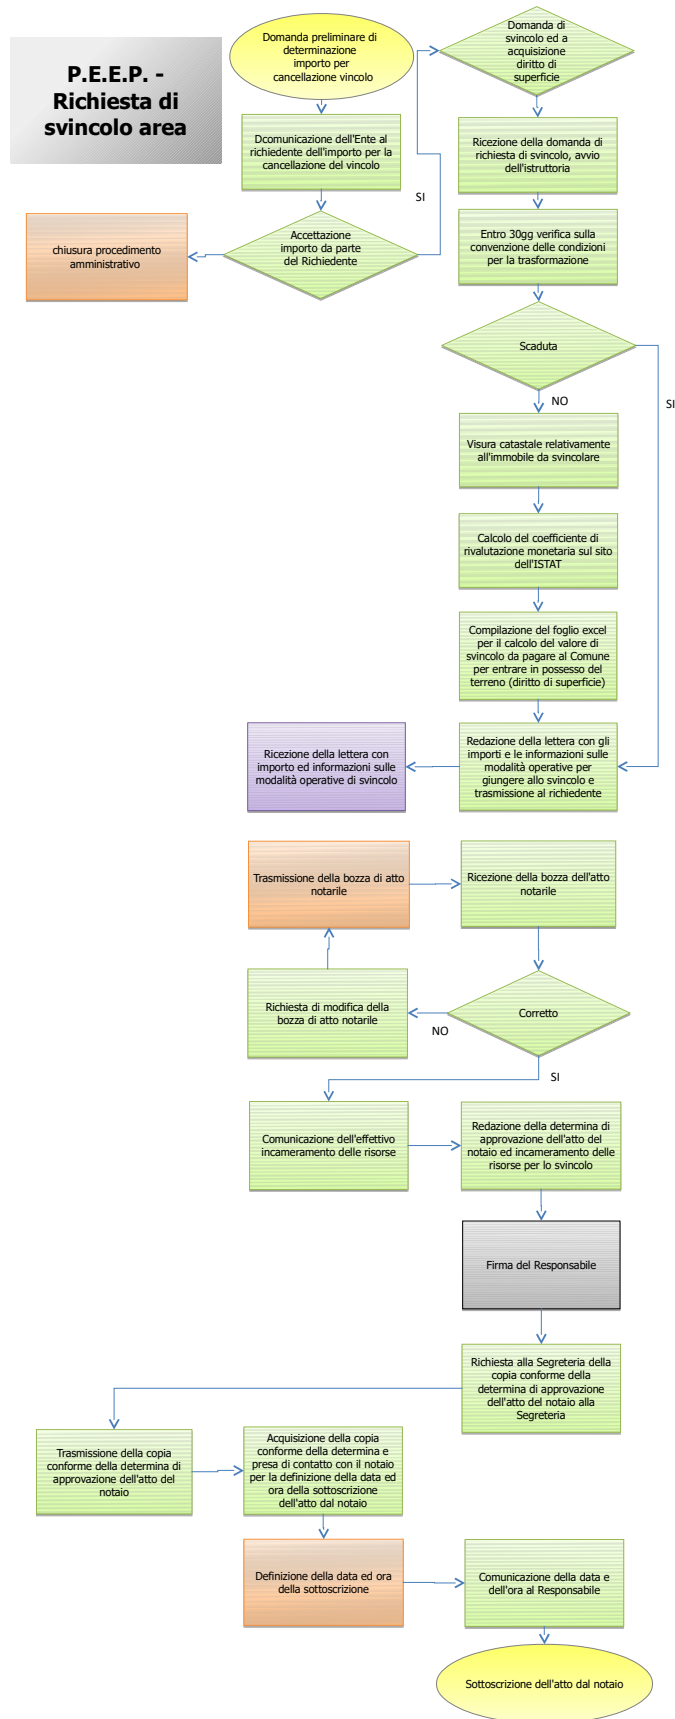 P.E.E.P. -
Richiesta di
svincolo area
Domanda preliminare di
determinazione
importo per
cancellazione vincolo
Domanda di
svincolo ed a
acquisizione
diritto di
superficie
Dcomunicazione dell'Ente al
richiedente dell'importo per la
cancellazione del vincolo
Ricezione della domanda di
richiesta di svincolo, avvio
dell'istruttoria
SI
chiusura procedimento
amministrativo
Accettazione
importo da parte
del Richiedente
Entro 30gg verifica sulla
convenzione delle condizioni
per la trasformazione
Scaduta
NO
SI
Visura catastale relativamente
all'immobile da svincolare
Calcolo del coefficiente di
rivalutazione monetaria sul sito
dell'ISTAT
Compilazione del foglio excel
per il calcolo del valore di
svincolo da pagare al Comune
per entrare in possesso del
terreno (diritto di superficie)
Ricezione della lettera con
importo ed informazioni sulle
modalità operative di svincolo
Redazione della lettera con gli
importi e le informazioni sulle
modalità operative per
giungere allo svincolo e
trasmissione al richiedente
Trasmissione della bozza di atto
notarile
Ricezione della bozza dell'atto
notarile
Richiesta di modifica della
bozza di atto notarile
Corretto
NO
SI
Comunicazione dell'effettivo
incameramento delle risorse
Redazione della determina di
approvazione dell'atto del
notaio ed incameramento delle
risorse per lo svincolo
Firma del Responsabile
Richiesta alla Segreteria della
copia conforme della
determina di approvazione
dell'atto del notaio alla
Segreteria
Trasmissione della copia
conforme della determina di
approvazione dell'atto del
notaio
Acquisizione della copia
conforme della determina e
presa di contatto con il notaio
per la definizione della data ed
ora della sottoscrizione
dell'atto dal notaio
Definizione della data ed ora
della sottoscrizione
Comunicazione della data e
dell'ora al Responsabile
Sottoscrizione dell'atto dal notaio